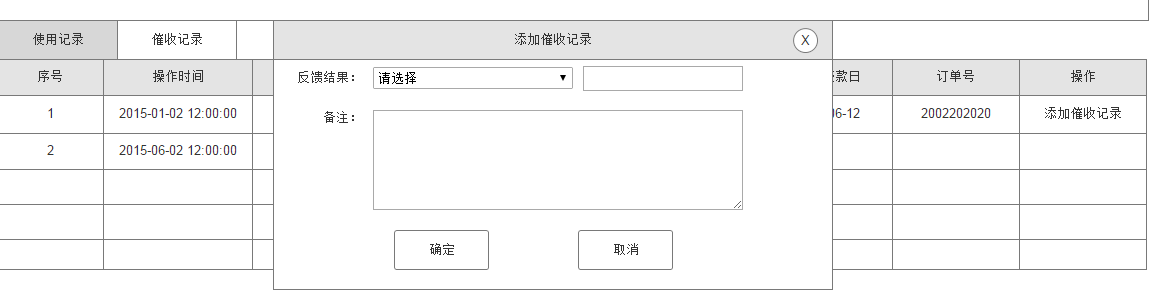 使用记录 催收记录 添加催收记录 X
序号 操作时间 款日 订单号 操作
反馈结果： 请选择
1 2015-01-02 12:00:00 06-12 2002202020 添加催收记录
备注：
2 2015-06-02 12:00:00
确定 取消